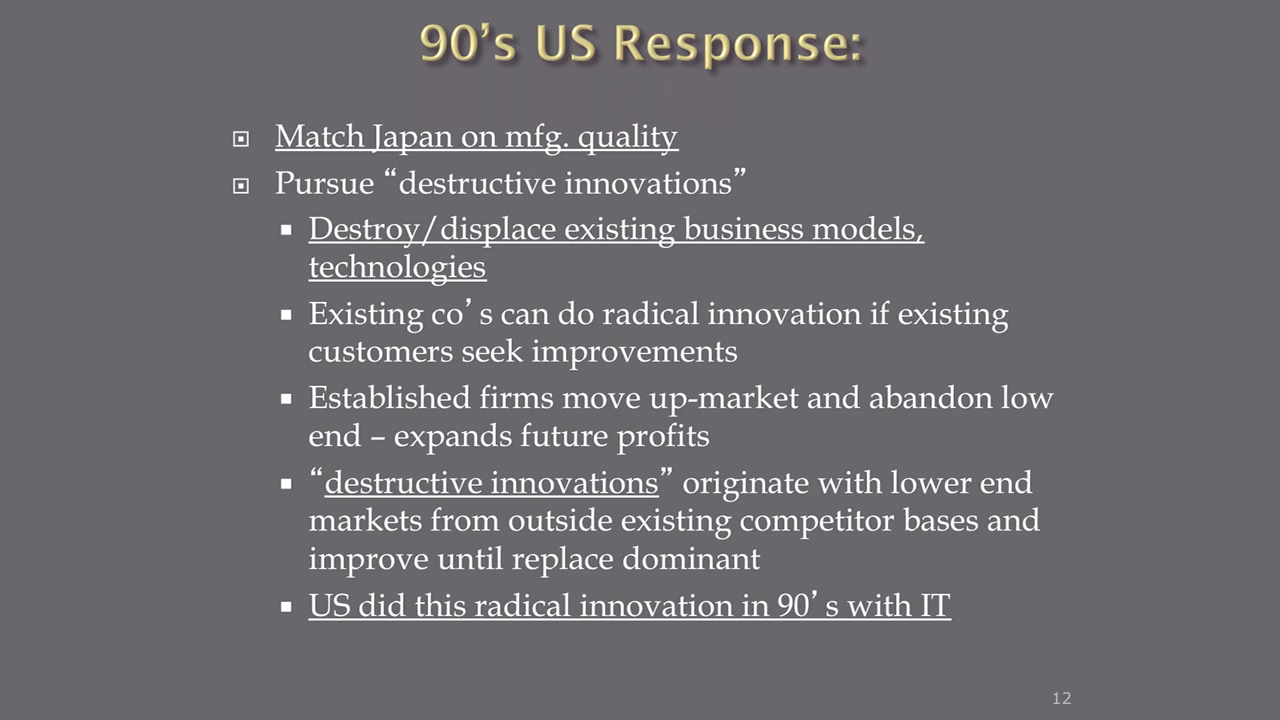 90’s US Response:
Match Japan on mfg. quality
Pursue “destructive innovations”
Destroy/displace existing business models,
technologies
Existing co’s can do radical innovation if existing
customers seek improvements
Established firms move up-market and abandon low
end – expands future profits
“destructive innovations” originate with lower end
markets from outside existing competitor bases and
improve until replace dominant
US did this radical innovation in 90’s with IT
12